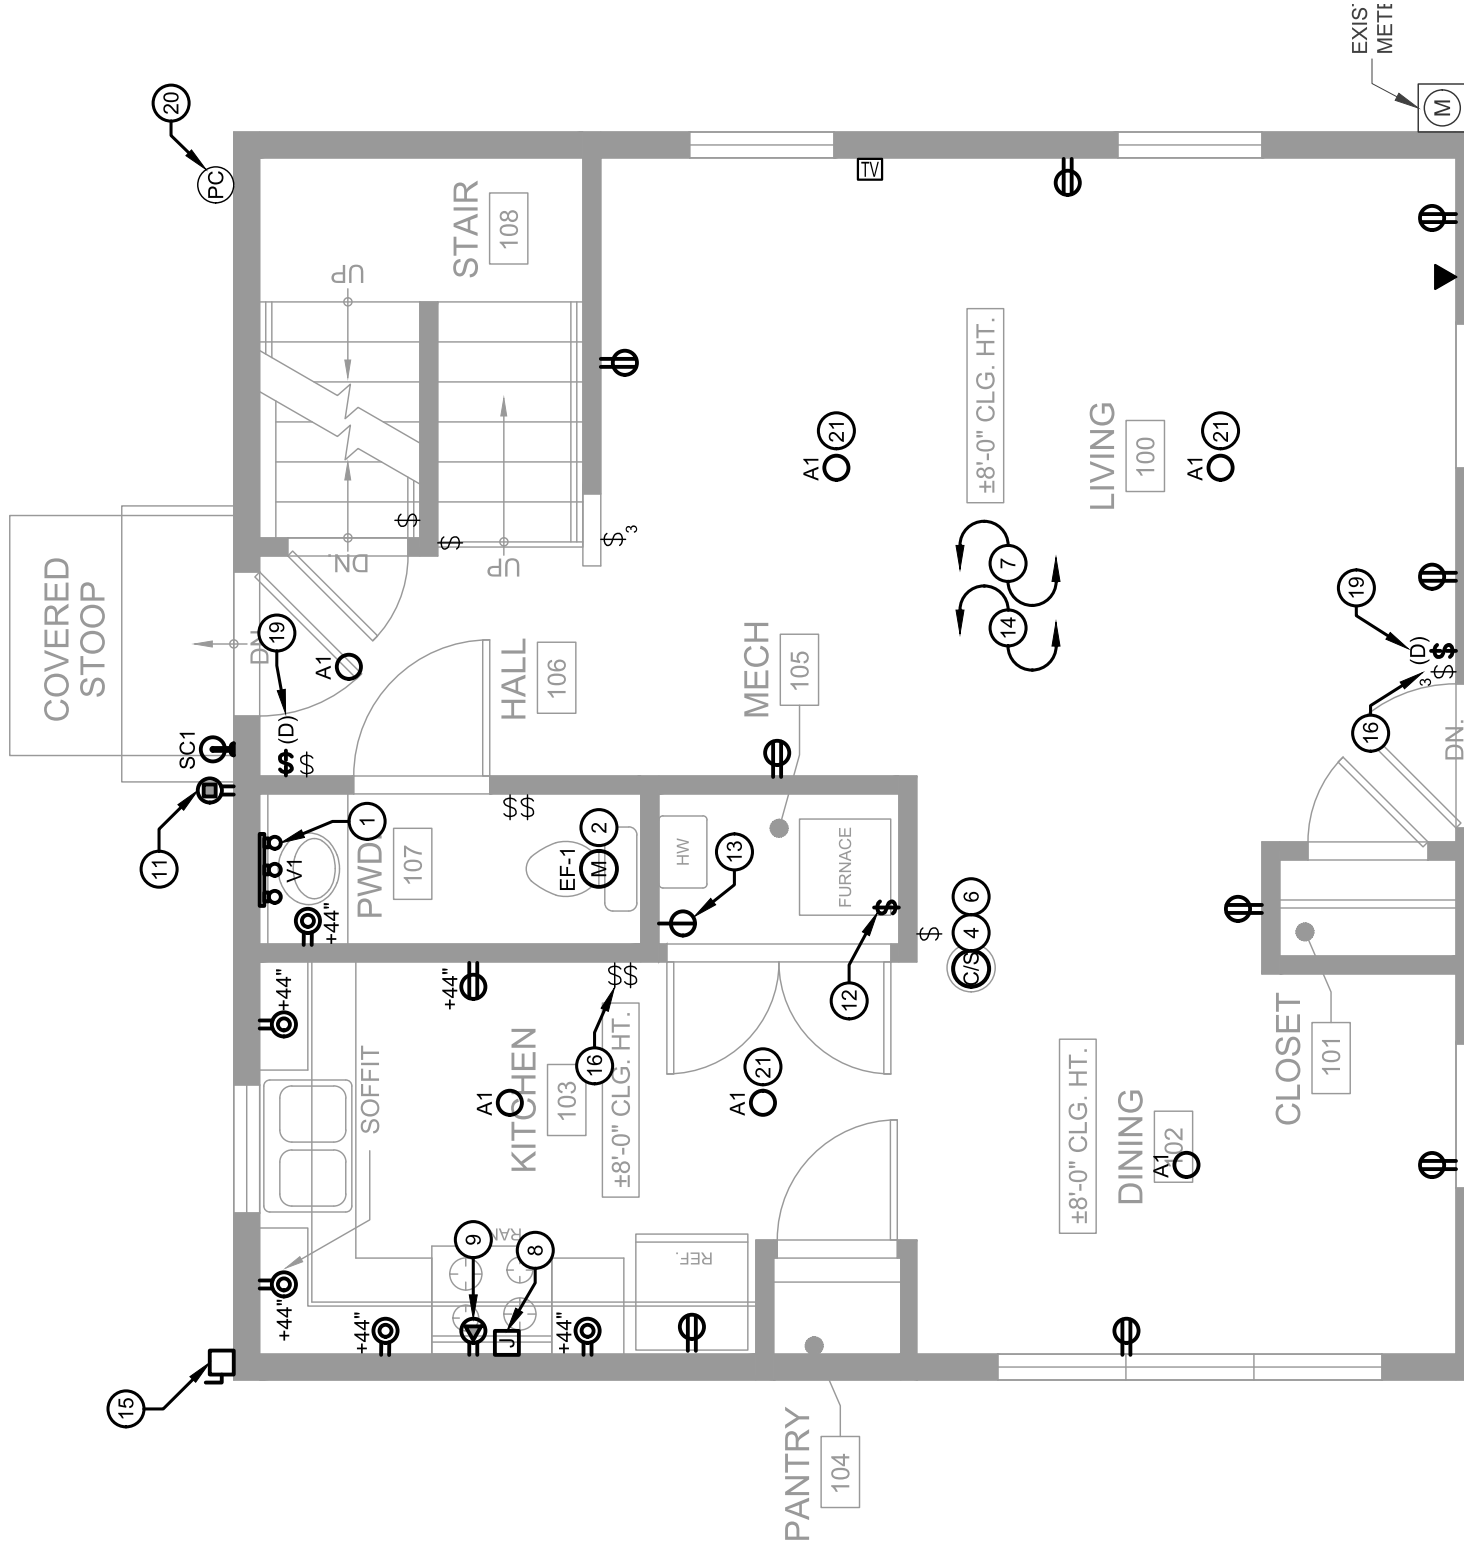 EXIS
METE
M
20
PC
STAIR
108
UP
TV
COVERED
STOOP
DN.
UP
$
$
$3
DN
19
A1
HALL
106
A1
21
±8'-0" CLG. HT.
LIVING
100
A1
21
7
14
19
(D)
$
3
$
16
DN.
SC1
(D)
$
$
11
1
V1
PWD
107
$$
EF-1
M
2
+44"
MECH
105
HW
13
FURNACE
$
12
$
C/S
4
6
+44"
+44"
$$
16
SOFFIT
A1
KITCHEN
103
±8'-0" CLG. HT.
A1
21
CLOSET
101
±8'-0" CLG. HT.
DINING
102
A1
+44"
+44"
9
RAN
8
J
+44"
REF.
15
PANTRY
104